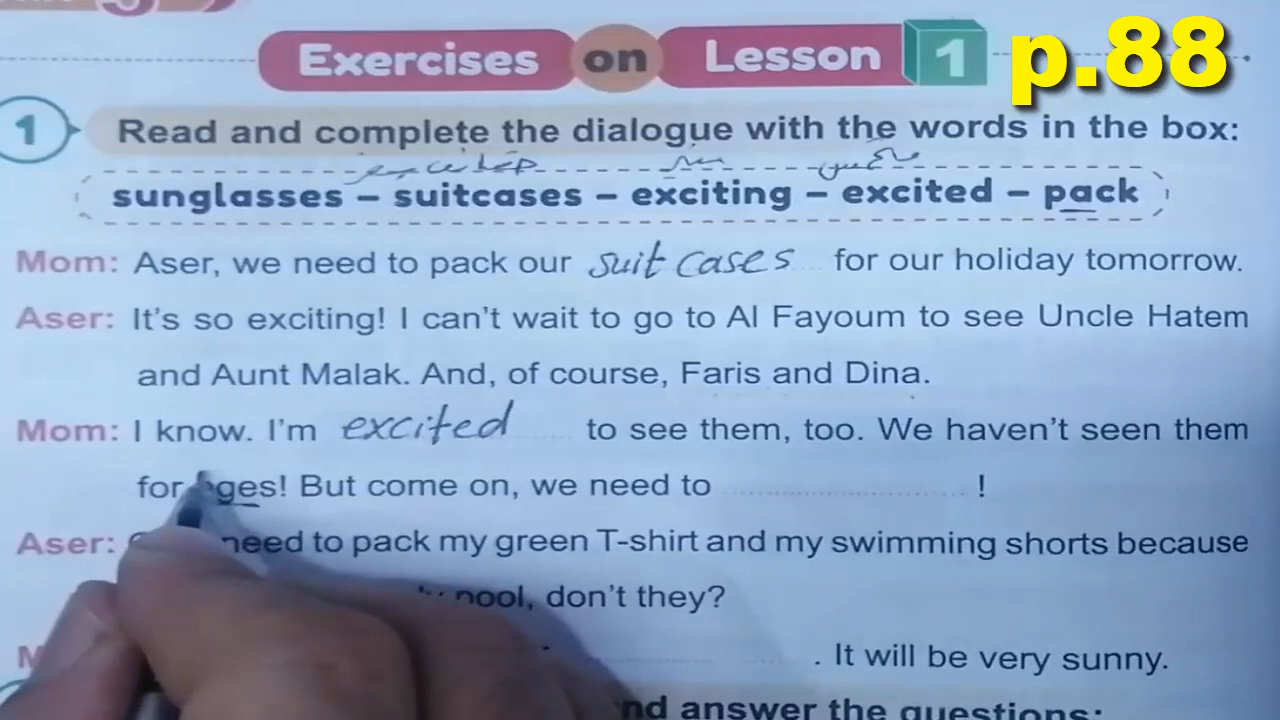 Exercises on Lesson 1
p.88
1 Read and complete the dialogue with the words in the box:
sunglasses – suitcases – exciting – excited – pack
Mom: Aser, we need to pack our suitcases for our holiday tomorrow.
Aser: It's so exciting! I can't wait to go to Al Fayoum to see Uncle Hatem
and Aunt Malak. And, of course, Faris and Dina.
Mom: I know. I'm excited to see them, too. We haven't seen them
for ages! But come on, we need to !
Aser: need to pack my green T-shirt and my swimming shorts because
pool, don't they?
. It will be very sunny.
answer the questions: